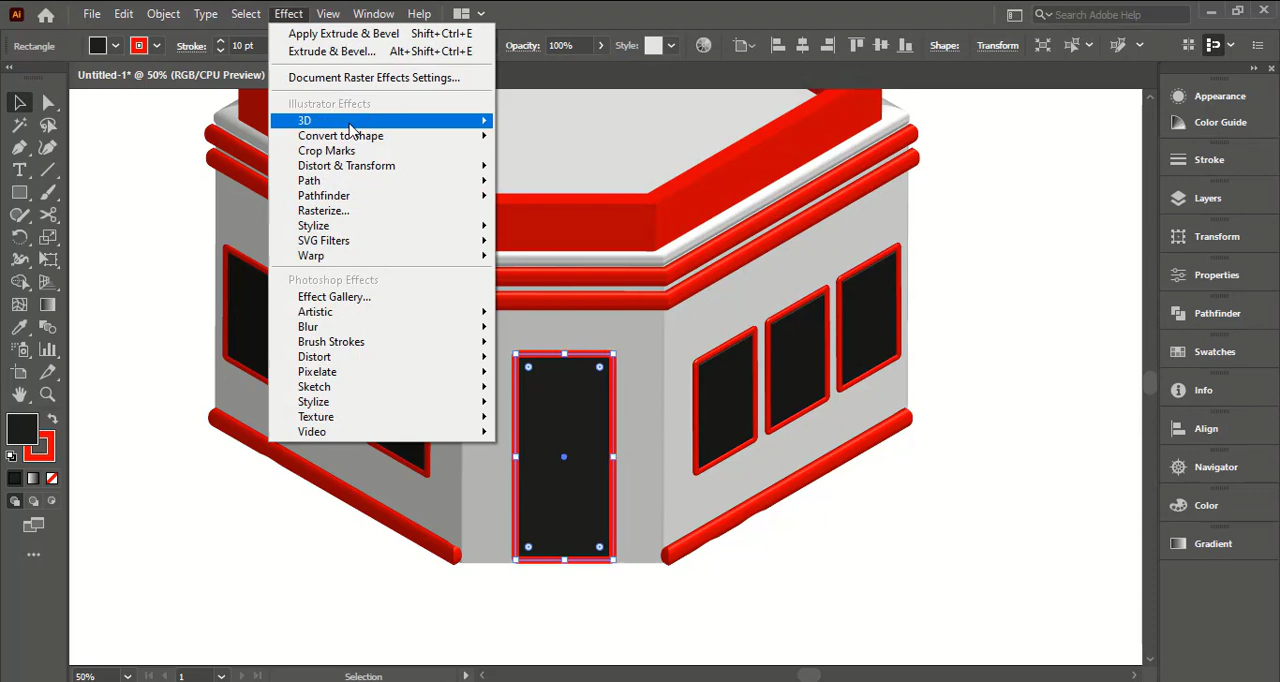 Ai File Edit Object Type Select Effect View Window Help Search Adobe Help
Rectangle Stroke: 10 pt Opacity: 100% Style: Shape: Transform
Untitled-1* @ 50% (RGB/CPU Preview)
Apply Extrude & Bevel Shift+Ctrl+E
Extrude & Bevel... Alt+Shift+Ctrl+E
Document Raster Effects Settings...
Illustrator Effects
3D
Convert to Shape
Crop Marks
Distort & Transform
Path
Pathfinder
Rasterize...
Stylize
SVG Filters
Warp
Photoshop Effects
Effect Gallery...
Artistic
Blur
Brush Strokes
Distort
Pixelate
Sketch
Stylize
Texture
Video
Appearance
Color Guide
Stroke
Layers
Transform
Properties
Pathfinder
Swatches
Info
Align
Navigator
Color
Gradient
50% 1 Selection